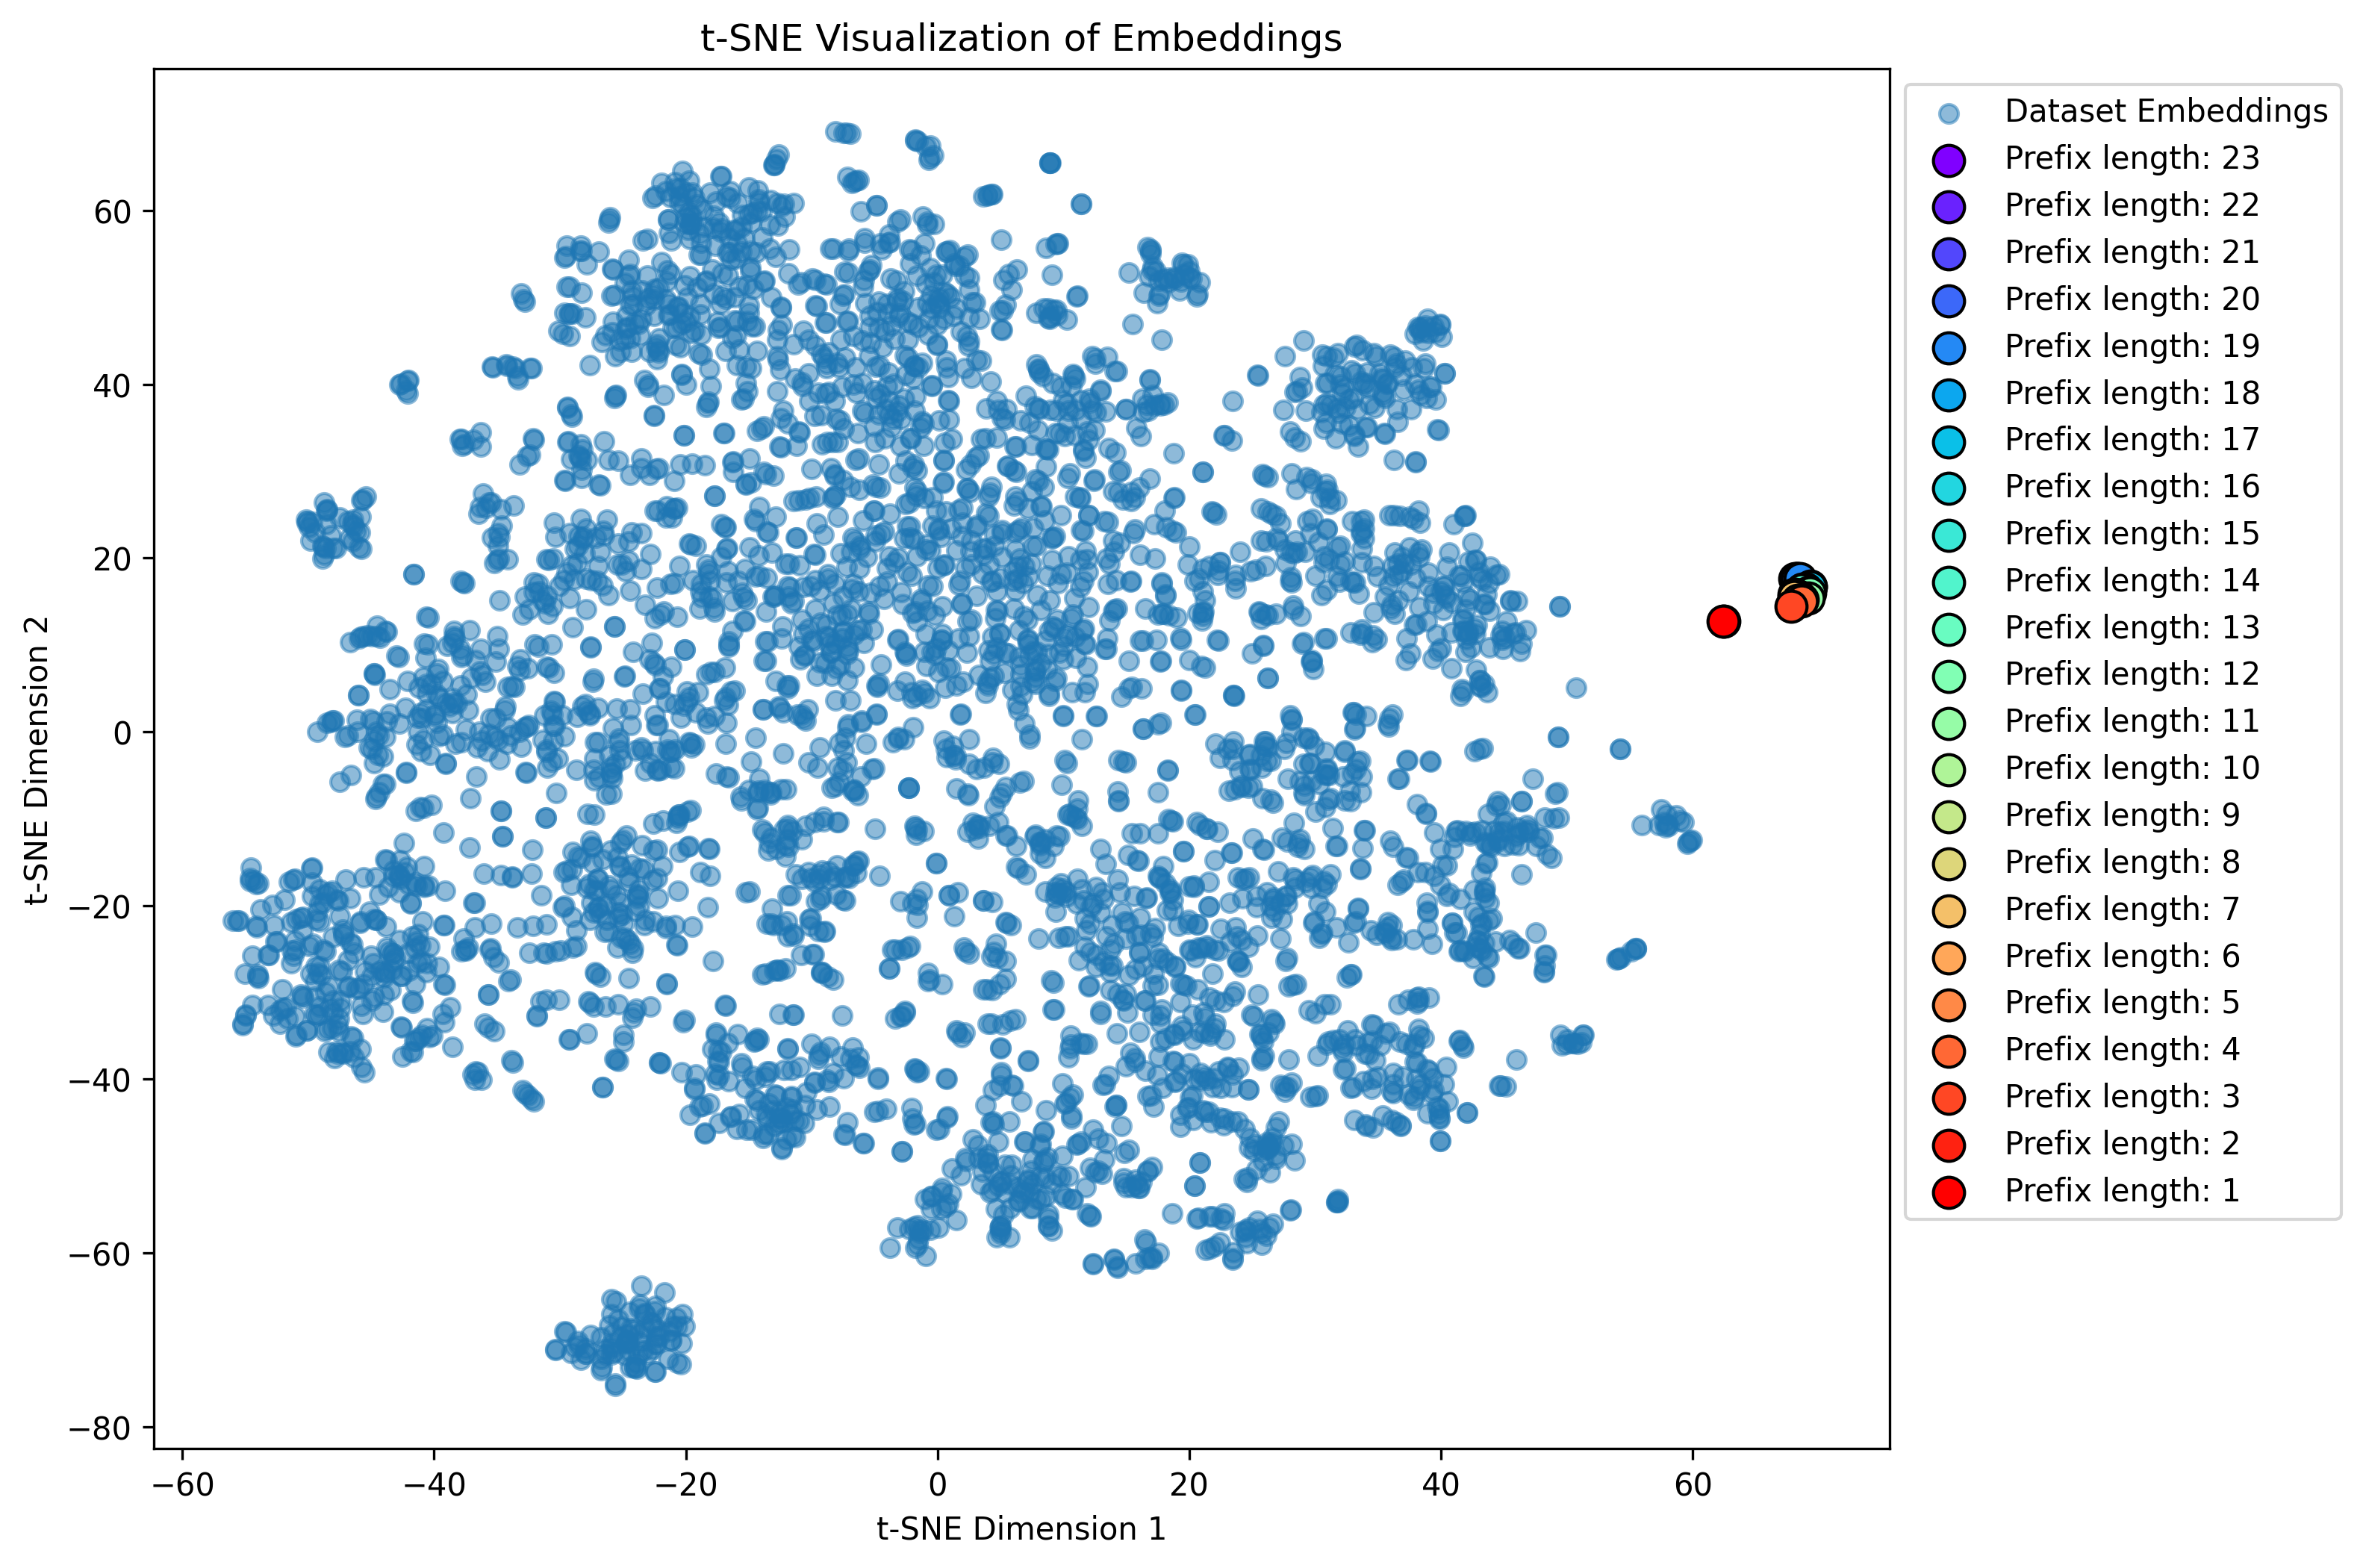 t-SNE Visualization of Embeddings
t-SNE Dimension 2
60
40
20
0
−20
−40
−60
−80
−60
−40
−20
0
20
40
60
t-SNE Dimension 1
Dataset Embeddings
Prefix length: 23
Prefix length: 22
Prefix length: 21
Prefix length: 20
Prefix length: 19
Prefix length: 18
Prefix length: 17
Prefix length: 16
Prefix length: 15
Prefix length: 14
Prefix length: 13
Prefix length: 12
Prefix length: 11
Prefix length: 10
Prefix length: 9
Prefix length: 8
Prefix length: 7
Prefix length: 6
Prefix length: 5
Prefix length: 4
Prefix length: 3
Prefix length: 2
Prefix length: 1